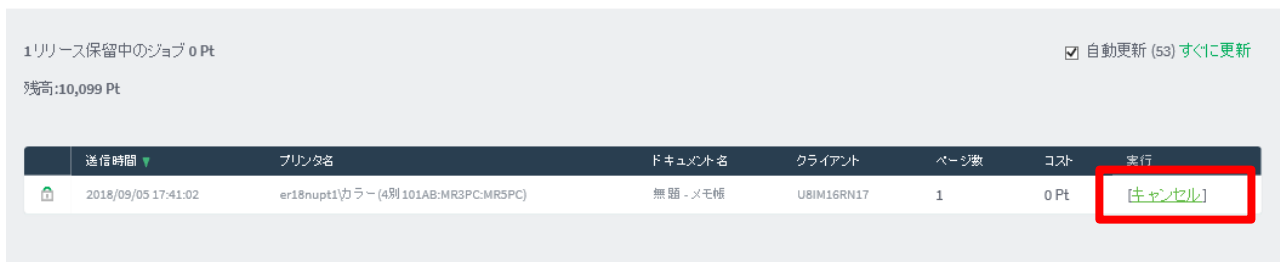 1リリース保留中のジョブ 0 Pt
自動更新 (53) すぐに更新
残高:10,099 Pt
送信時間 ▼ プリンタ名 ドキュメント名 クライアント ページ数 コスト 実行
2018/09/05 17:41:02 er18nupt1\カラー(4別101AB:MR3PC:MR5PC) 無題 - メモ帳 U8IM16RN17 1 0 Pt [キャンセル]